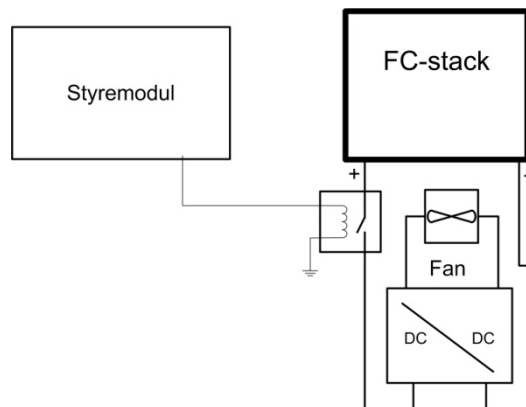 Styremodul
FC-stack
+
-
Fan
DC
DC